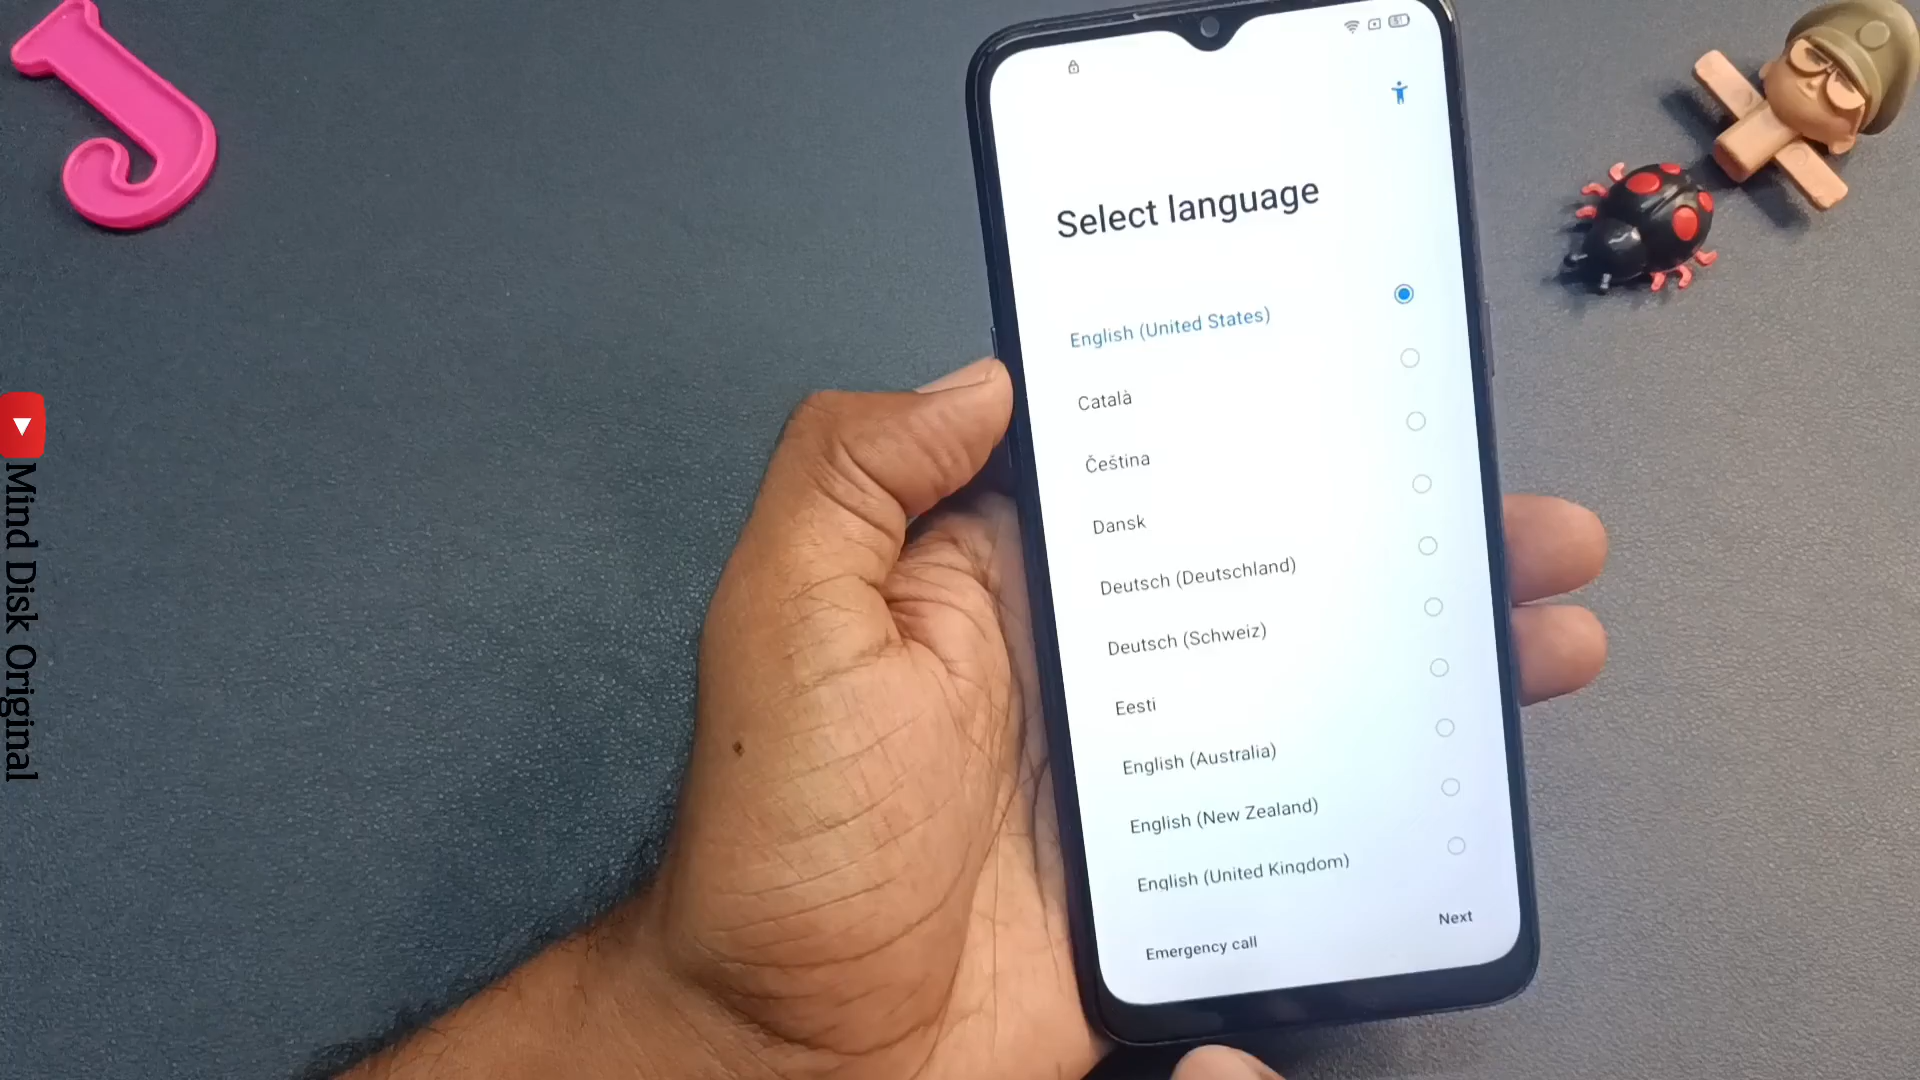 Select language
English (United States)
Català
Čeština
Dansk
Deutsch (Deutschland)
Deutsch (Schweiz)
Eesti
English (Australia)
English (New Zealand)
English (United Kingdom)
Next
Emergency call
Mind Disk Original